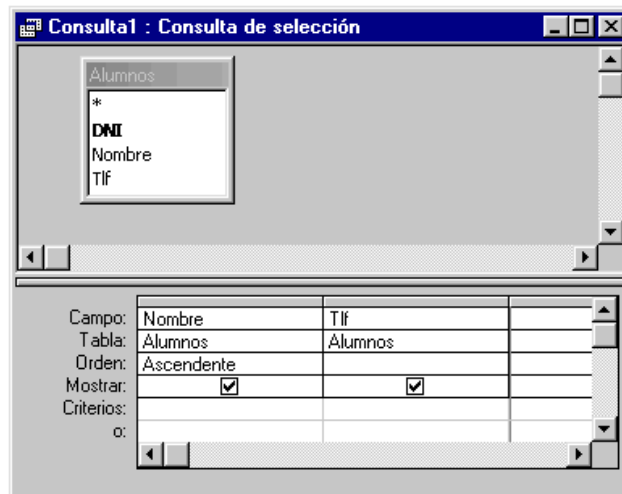 Consulta1 : Consulta de selección
Alumnos
*
DNI
Nombre
Tlf
Campo: Nombre Tlf
Tabla: Alumnos Alumnos
Orden: Ascendente
Mostrar:
Criterios:
o: